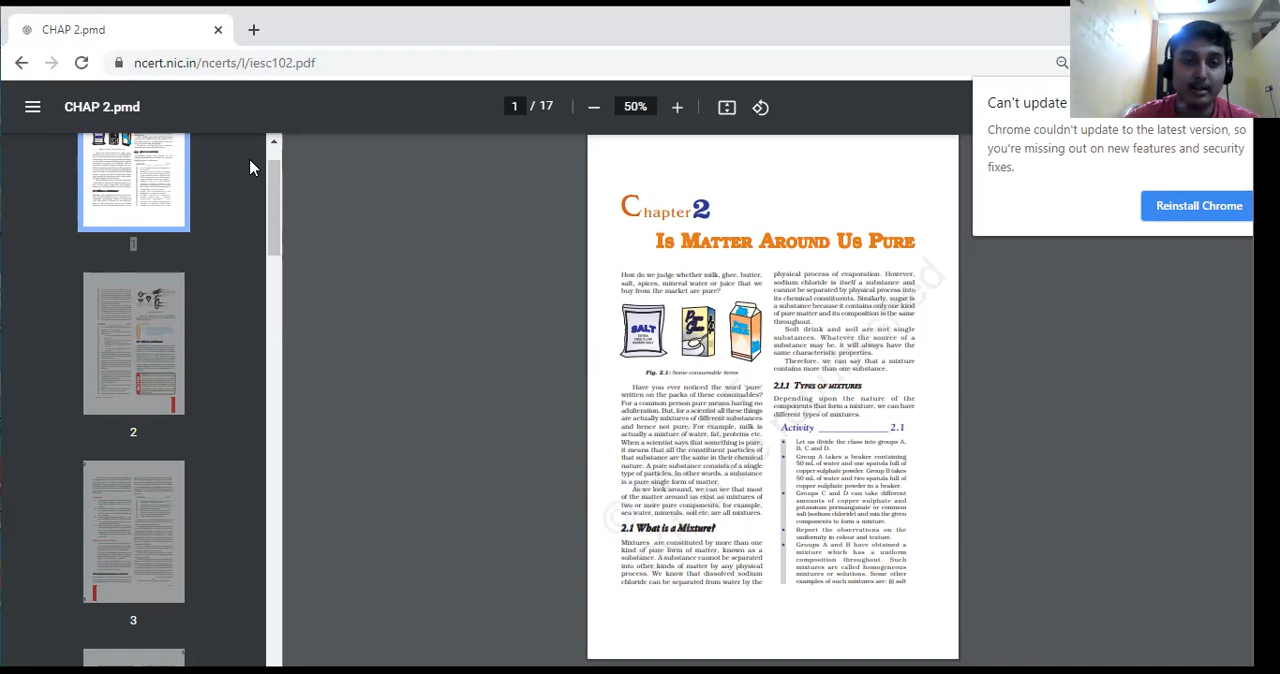 CHAP 2.pmd
ncert.nic.in/ncerts/l/iesc102.pdf
CHAP 2.pmd
1 / 17
50%
Can't update
Chrome couldn't update to the latest version, so
you're missing out on new features and security
fixes.
Reinstall Chrome
1
2
3
Chapter 2
IS MATTER AROUND US PURE
How do we judge whether milk, ghee, butter,
salt, spices, mineral water or juice that we
buy from the market are pure?
SALT
Fig. 2.1: Some consumable items
Have you ever noticed the word 'pure'
written on the packs of these consumables?
For a common person pure means having no
adulteration. But, for a scientist all these things
are actually mixtures of different substances
and hence not pure. For example, milk is
actually a mixture of water, fat, proteins etc.
When a scientist says that something is pure,
it means that all the constituent particles of
that substance are the same in their chemical
nature. A pure substance consists of a single
type of particles. In other words, a substance
is a pure single form of matter.
As we look around, we can see that most
of the matter around us exist as mixtures of
two or more pure components, for example,
sea water, minerals, soil etc. are all mixtures.
2.1 What is a Mixture?
Mixtures are constituted by more than one
kind of pure form of matter, known as a
substance. A substance cannot be separated
into other kinds of matter by any physical
process. We know that dissolved sodium
chloride can be separated from water by the
physical process of evaporation. However,
sodium chloride is itself a substance and
cannot be separated by physical process into
its chemical constituents. Similarly, sugar is
a substance because it contains only one kind
of pure matter and its composition is the same
throughout.
Soft drink and soil are not single
substances. Whatever the source of a
substance may be, it will always have the
same characteristic properties.
Therefore, we can say that a mixture
contains more than one substance.
2.1.1 TYPES OF MIXTURES
Depending upon the nature of the
components that form a mixture, we can have
different types of mixtures.
Activity ______________ 2.1
• Let us divide the class into groups A,
B, C and D.
• Group A takes a beaker containing
50 mL of water and one spatula full of
copper sulphate powder. Group B takes
50 mL of water and two spatula full of
copper sulphate powder in a beaker.
• Groups C and D can take different
amounts of copper sulphate and
potassium permanganate or common
salt (sodium chloride) and mix the given
components to form a mixture.
• Report the observations on the
uniformity in colour and texture.
• Groups A and B have obtained a
mixture which has a uniform
composition throughout. Such
mixtures are called homogeneous
mixtures or solutions. Some other
examples of such mixtures are: (i) salt